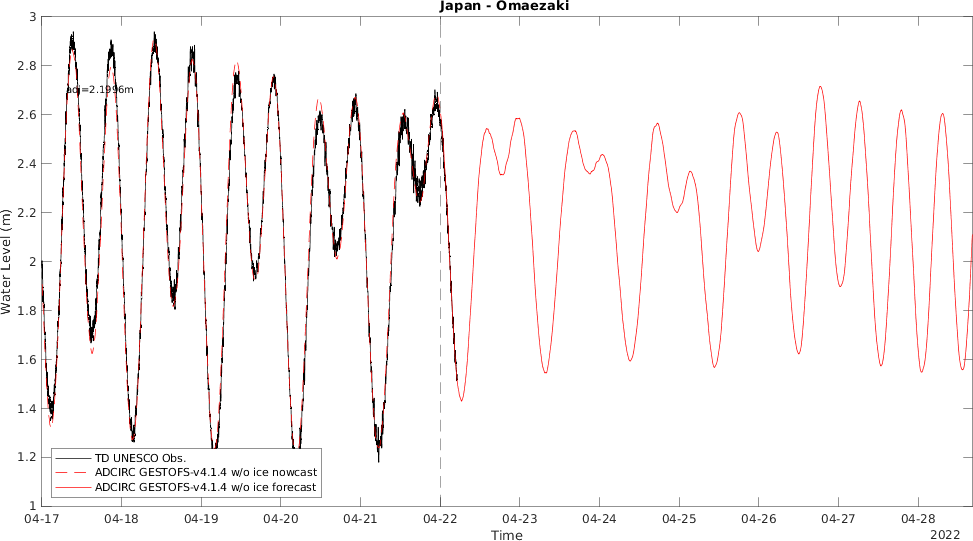 Japan - Omaezaki
3
2.8
2.6
2.4
2.2
2
1.8
1.6
1.4
1.2
1
Water Level (m)
adj=2.1996m
TD UNESCO Obs.
ADCIRC GESTOFS-v4.1.4 w/o ice nowcast
ADCIRC GESTOFS-v4.1.4 w/o ice forecast
04-17 04-18 04-19 04-20 04-21 04-22 04-23 04-24 04-25 04-26 04-27 04-28
Time
2022